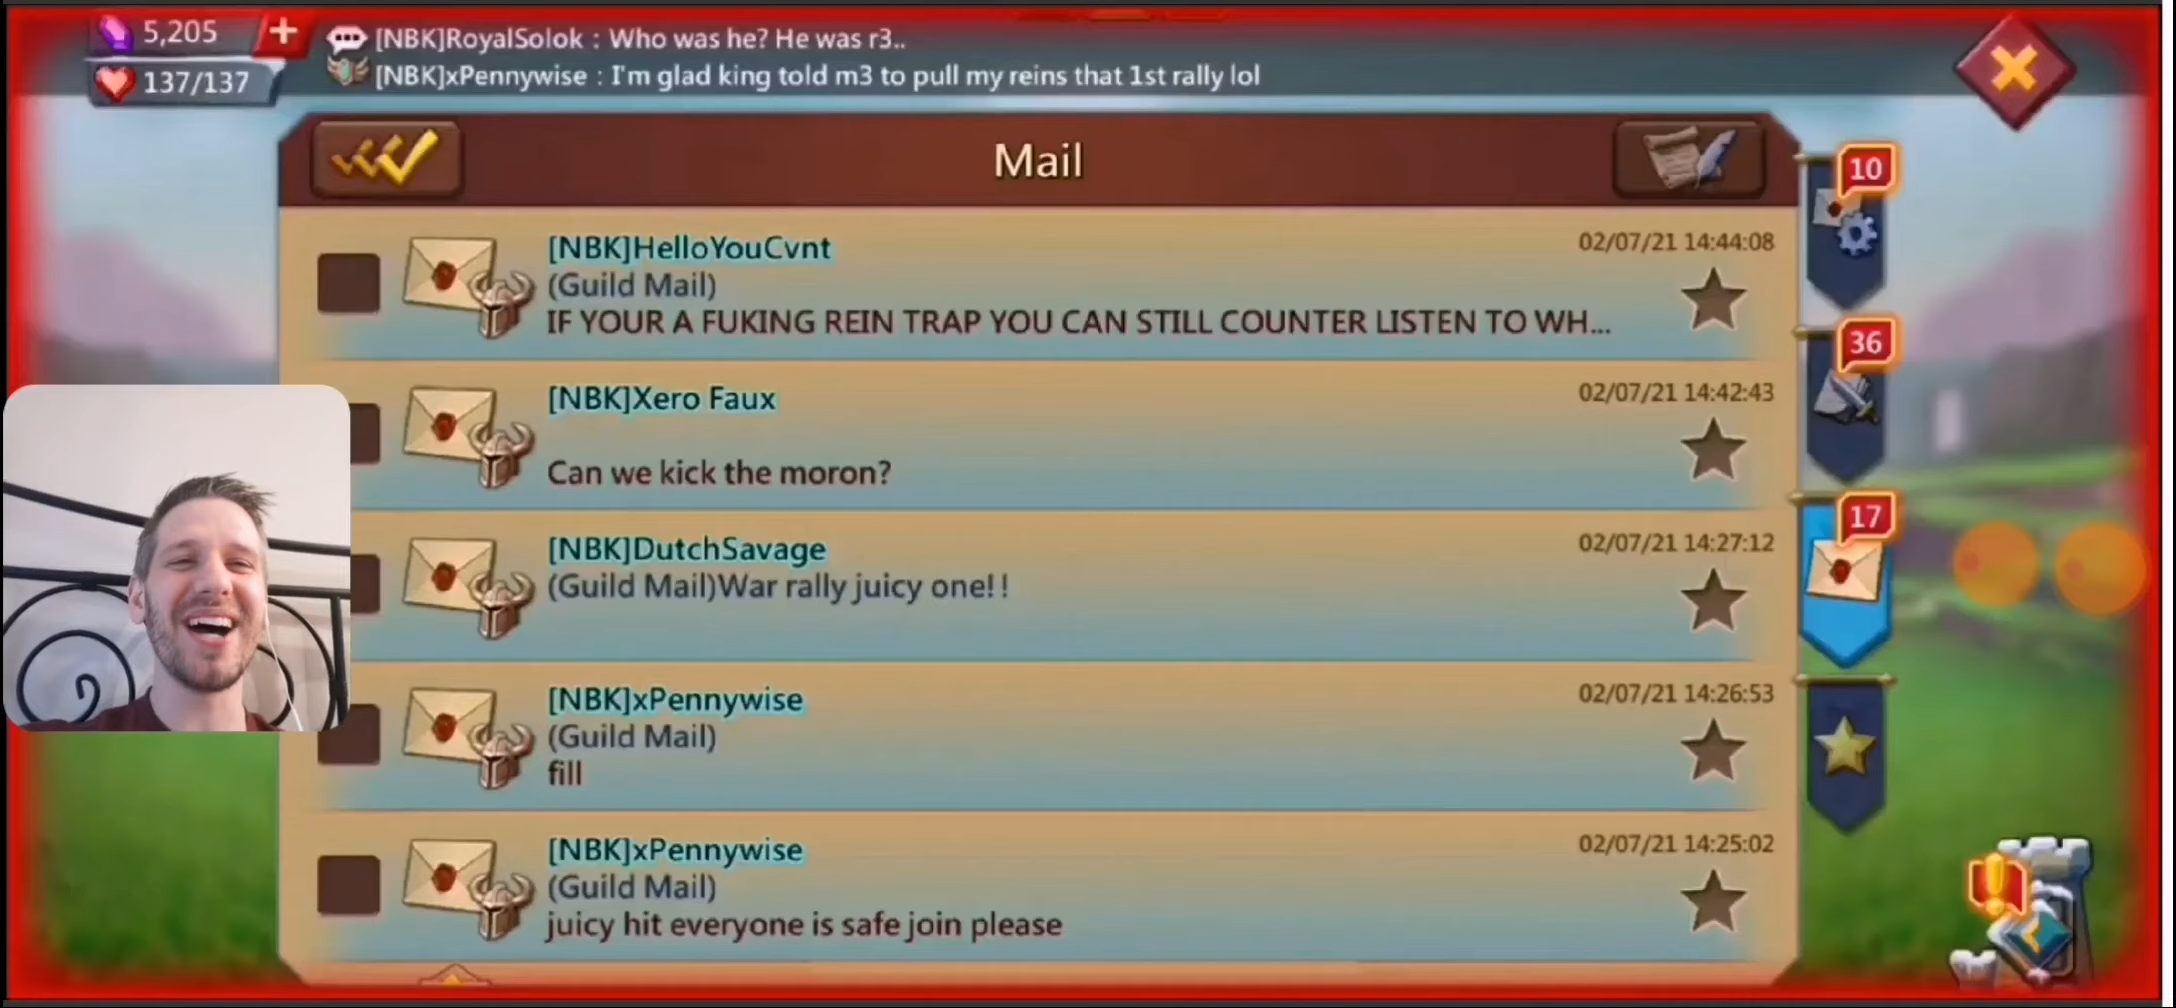 5,205
137/137
[NBK]RoyalSolok : Who was he? He was r3..
[NBK]xPennywise : I'm glad king told m3 to pull my reins that 1st rally lol
Mail
10
36
17
[NBK]HelloYouCvnt
02/07/21 14:44:08
(Guild Mail)
IF YOUR A FUKING REIN TRAP YOU CAN STILL COUNTER LISTEN TO WH...
[NBK]Xero Faux
02/07/21 14:42:43
Can we kick the moron?
[NBK]DutchSavage
02/07/21 14:27:12
(Guild Mail)War rally juicy one!!
[NBK]xPennywise
02/07/21 14:26:53
(Guild Mail)
fill
[NBK]xPennywise
02/07/21 14:25:02
(Guild Mail)
juicy hit everyone is safe join please